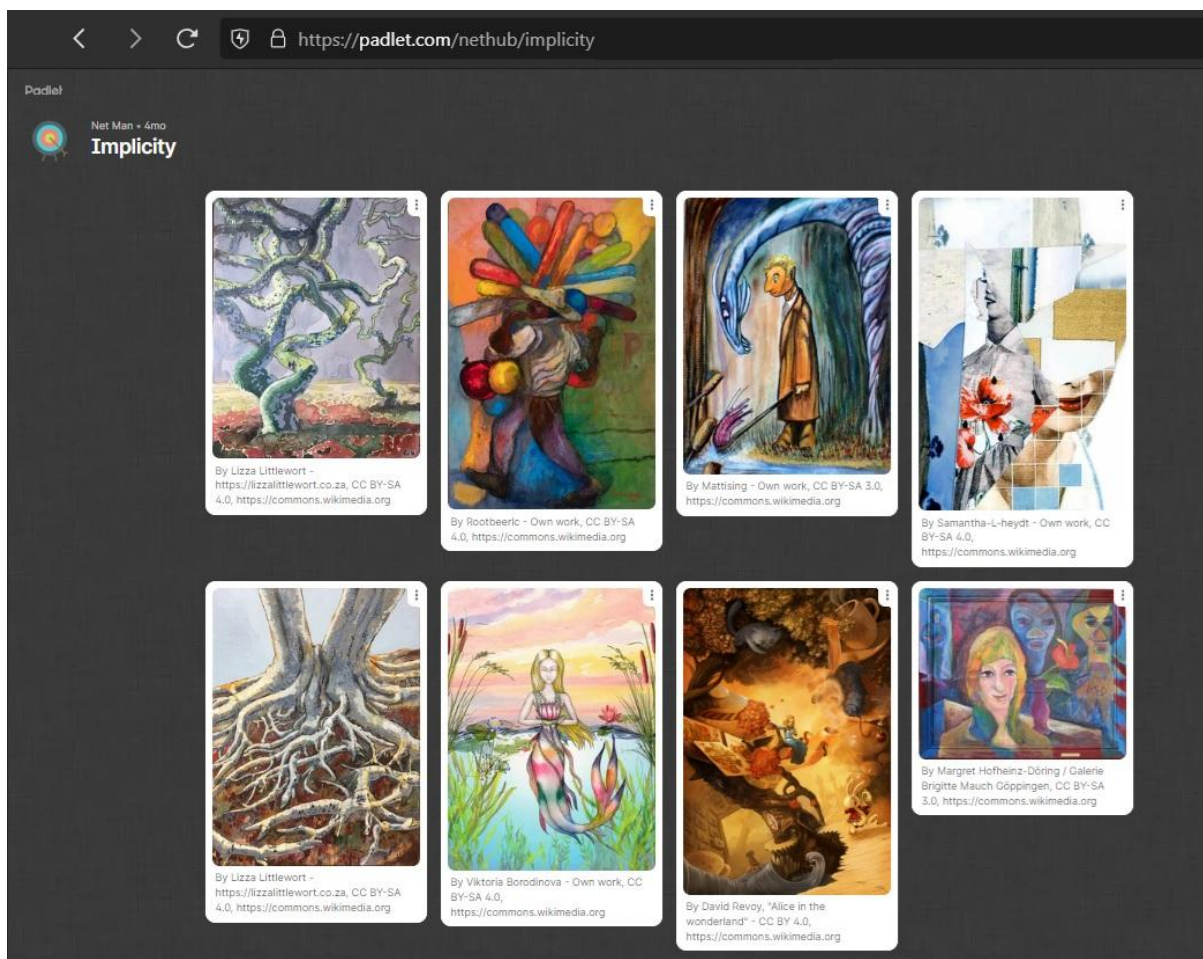 https://padlet.com/nethub/implicity
Padlet
Net Man • 4mo
Implicity
By Lizza Littlewort -
https://lizzalittlewort.co.za, CC BY-SA
4.0, https://commons.wikimedia.org
By Rootbeerlc - Own work, CC BY-SA
4.0, https://commons.wikimedia.org
By Mattising - Own work, CC BY-SA 3.0,
https://commons.wikimedia.org
By Samantha-L-heydt - Own work, CC
BY-SA 4.0,
https://commons.wikimedia.org
By Lizza Littlewort -
https://lizzalittlewort.co.za, CC BY-SA
4.0, https://commons.wikimedia.org
By Viktoria Borodinova - Own work, CC
BY-SA 4.0,
https://commons.wikimedia.org
By David Revoy, "Alice in the
wonderland" - CC BY 4.0,
https://commons.wikimedia.org
By Margret Hofheinz-Döring / Galerie
Brigitte Mauch Göppingen, CC BY-SA
3.0, https://commons.wikimedia.org